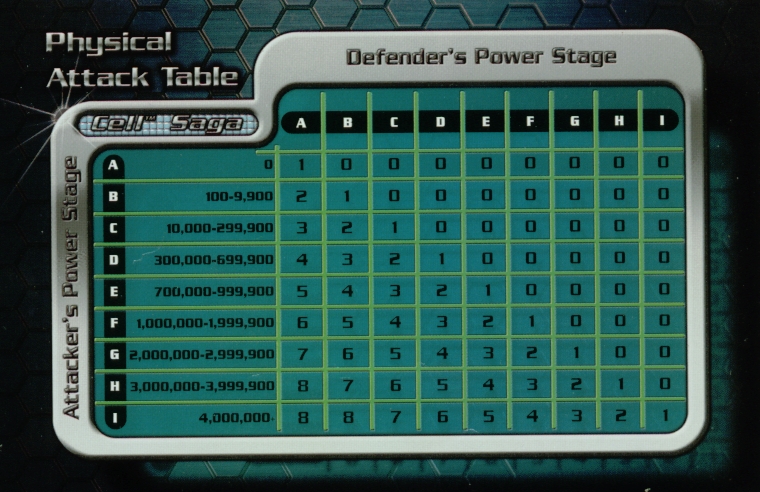 Physical
Attack Table
Defender's Power Stage
Cell™ Saga
A B C D E F G H I
Attacker's Power Stage
A 0 1 0 0 0 0 0 0 0 0
B 100-9,900 2 1 0 0 0 0 0 0 0
C 10,000-299,900 3 2 1 0 0 0 0 0 0
D 300,000-699,900 4 3 2 1 0 0 0 0 0
E 700,000-999,900 5 4 3 2 1 0 0 0 0
F 1,000,000-1,999,900 6 5 4 3 2 1 0 0 0
G 2,000,000-2,999,900 7 6 5 4 3 2 1 0 0
H 3,000,000-3,999,900 8 7 6 5 4 3 2 1 0
I 4,000,000+ 8 8 7 6 5 4 3 2 1